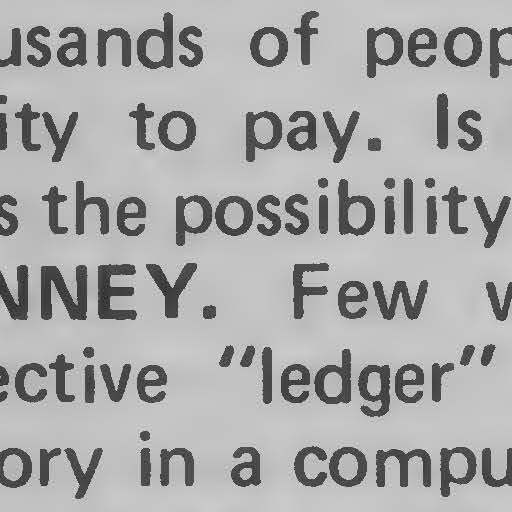 usands of peop
ity to pay. Is
s the possibility
NNEY. Few
ective "ledger"
ory in a compu